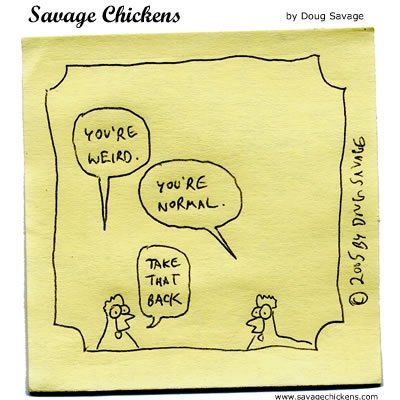 Savage Chickens
by Doug Savage
YOU'RE
WEIRD.
YOU'RE
NORMAL.
TAKE
THAT
BACK
© 2005 BY DOUG SAVAGE
www.savagechickens.com